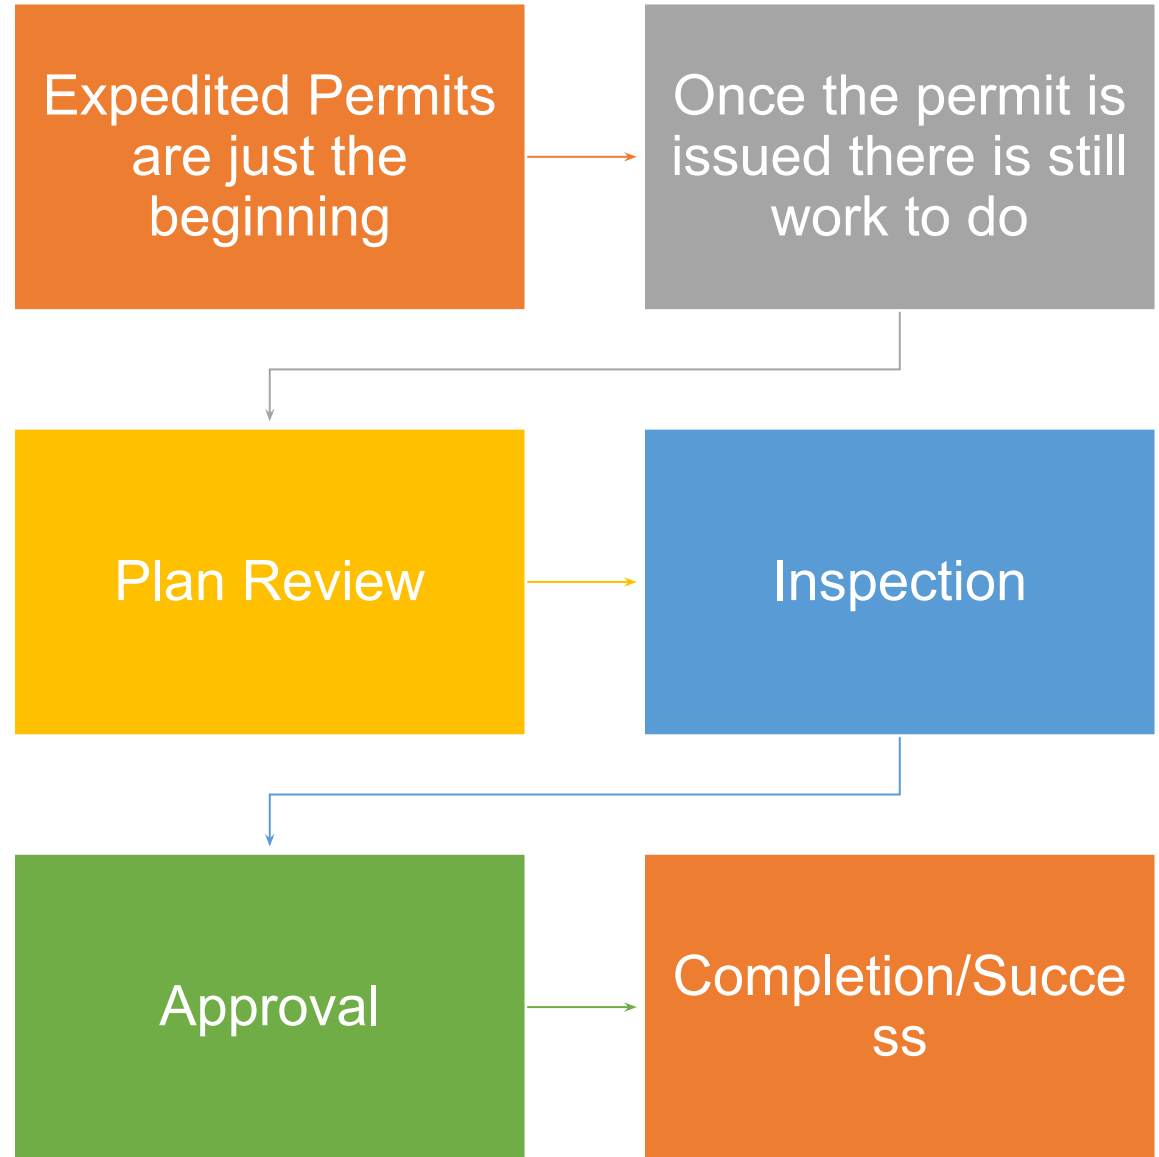 Expedited Permits
are just the
beginning
Once the permit is
issued there is still
work to do
Plan Review
Inspection
Approval
Completion/Succe
ss